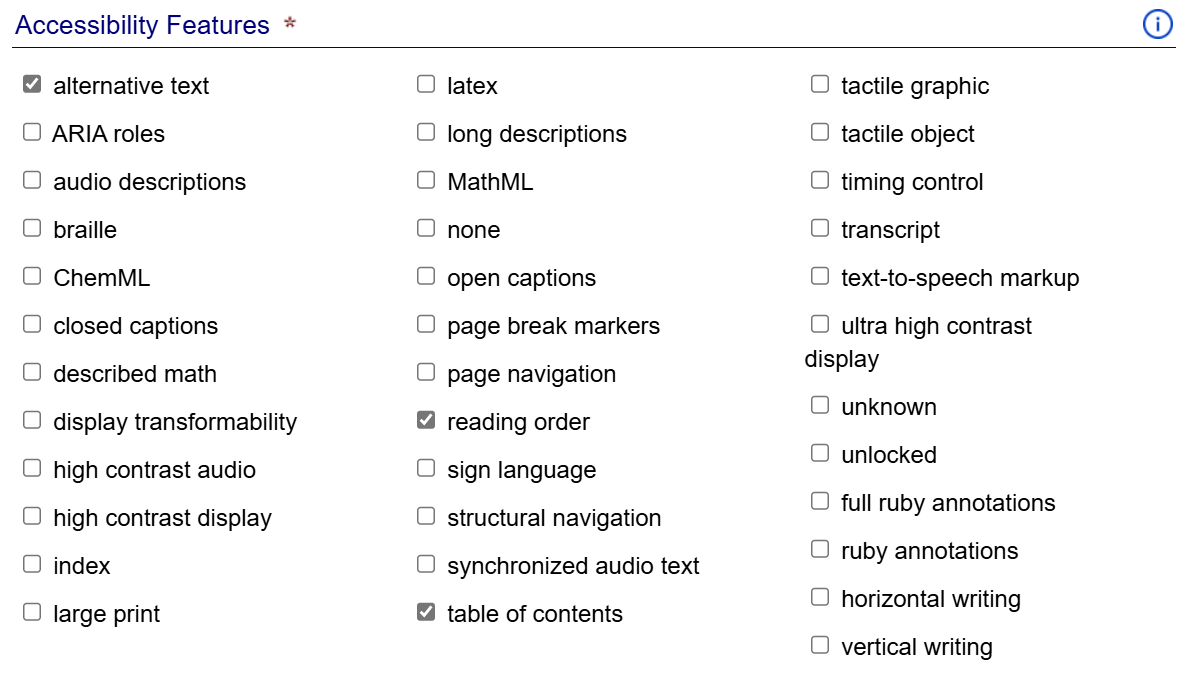 Accessibility Features *
alternative text
ARIA roles
audio descriptions
braille
ChemML
closed captions
described math
display transformability
high contrast audio
high contrast display
index
large print
latex
long descriptions
MathML
none
open captions
page break markers
page navigation
reading order
sign language
structural navigation
synchronized audio text
table of contents
tactile graphic
tactile object
timing control
transcript
text-to-speech markup
ultra high contrast
display
unknown
unlocked
full ruby annotations
ruby annotations
horizontal writing
vertical writing